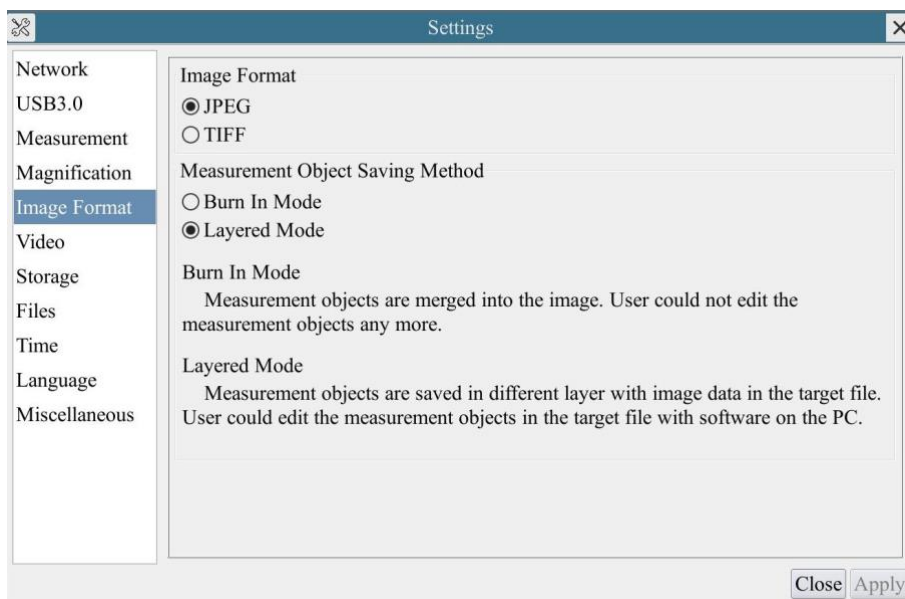 Settings
Network
USB3.0
Measurement
Magnification
Image Format
Video
Storage
Files
Time
Language
Miscellaneous
Image Format
JPEG
TIFF
Measurement Object Saving Method
Burn In Mode
Layered Mode
Burn In Mode
Measurement objects are merged into the image. User could not edit the
measurement objects any more.
Layered Mode
Measurement objects are saved in different layer with image data in the target file.
User could edit the measurement objects in the target file with software on the PC.
Close
Apply